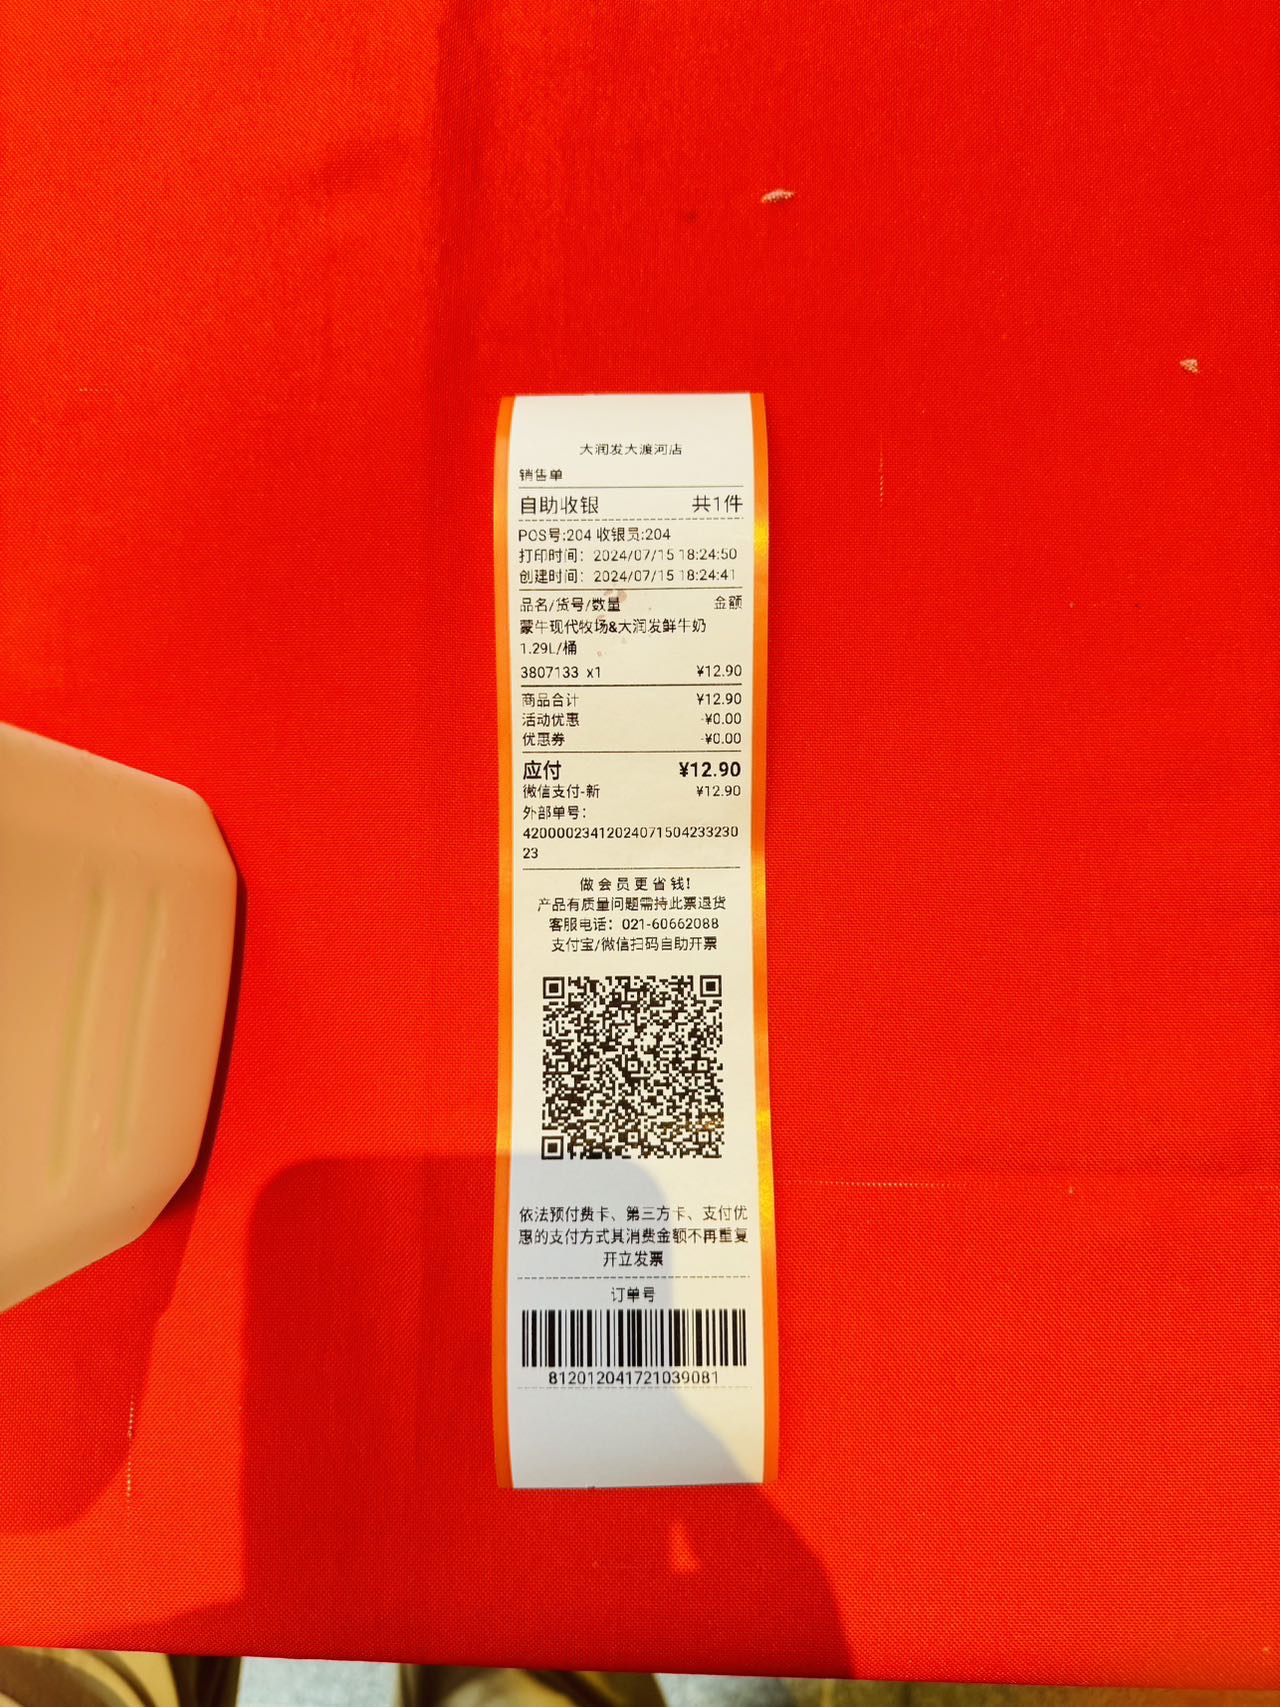 大润发大渡河店
销售单
自助收银 共1件
POS号:204 收银员:204
打印时间: 2024/07/15 18:24:50
创建时间: 2024/07/15 18:24:41
品名/货号/数量 金额
蒙牛现代牧场&大润发鲜牛奶
1.29L/桶
3807133 x1 ¥12.90
商品合计 ¥12.90
活动优惠 -¥0.00
优惠券 -¥0.00
应付 ¥12.90
微信支付-新 ¥12.90
外部单号:
42000023412024071504233230
23
做会员更省钱!
产品有质量问题需持此票退货
客服电话: 021-60662088
支付宝/微信扫码自助开票
依法预付费卡、第三方卡、支付优
惠的支付方式其消费金额不再重复
开立发票
订单号
812012041721039081